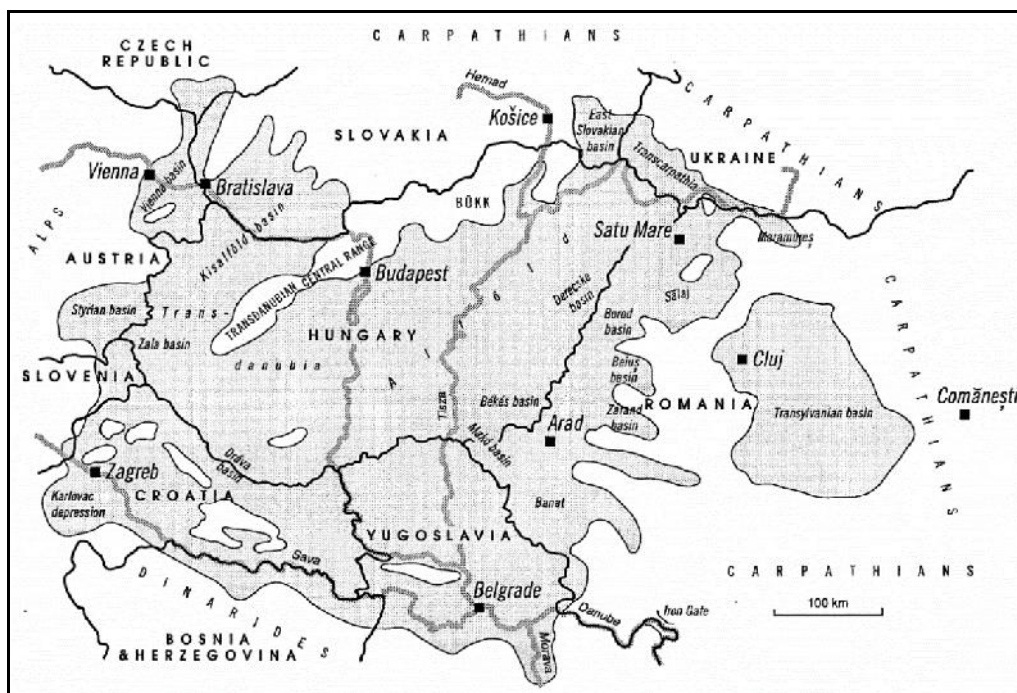 CARPATHIANS
CZECH
REPUBLIC
Hernad
CARPATHIANS
Košice
East
Slovakian
basin
SLOVAKIA
Transcarpathia
UKRAINE
Vienna
Vienna basin
Bratislava
BÜKK
Satu Mare
Maramureş
ALPS
Kisalföld basin
AUSTRIA
TRANSDANUBIAN CENTRAL RANGE
Budapest
Derecske
basin
Sălaj
Styrian basin
Trans-
danubia
HUNGARY
Alföld
Borod
basin
CARPATHIANS
Zala basin
Beiuş
basin
Cluj
SLOVENIA
Tisza
Békés basin
Zarand
basin
ROMANIA
Transylvanian basin
Comăneşti
Arad
Makó basin
Dráva
basin
Zagreb
CROATIA
Karlovac
depression
Banat
YUGOSLAVIA
Sava
DINARIDES
Belgrade
CARPATHIANS
Danube
Iron Gate
100 km
BOSNIA
& HERZEGOVINA
Morava